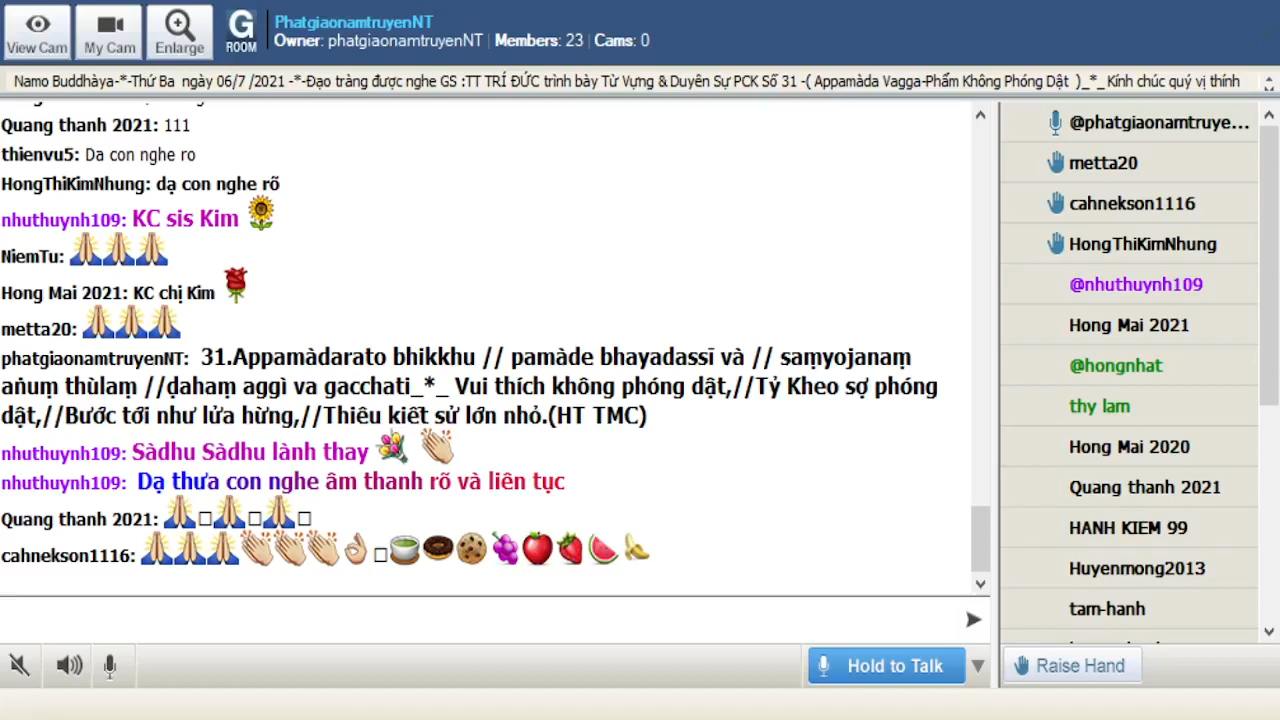 View Cam
My Cam
Enlarge
G
ROOM
PhatgiaonamtruyenNT
Owner: phatgiaonamtruyenNT | Members: 23 | Cams: 0
Namo Buddhàya-*-Thứ Ba ngày 06/7 /2021 -*-Đạo tràng được nghe GS :TT TRÍ ĐỨC trình bày Từ Vựng & Duyên Sự PCK Số 31 -( Appamàda Vagga-Phẩm Không Phóng Dật )_*_ Kính chúc quý vị thính
Quang thanh 2021: 111
thienvu5: Da con nghe ro
HongThiKimNhung: dạ con nghe rõ
nhuthuynh109: KC sis Kim
NiemTu:
Hong Mai 2021: KC chị Kim
metta20:
phatgiaonamtruyenNT: 31.Appamàdarato bhikkhu // pamàde bhayadassī và // saṃyojanaṃ
aṅuṃ thùlaṃ //ḍahaṃ aggì va gacchati_*_ Vui thích không phóng dật,//Tỷ Kheo sợ phóng
dật,//Bước tới như lửa hừng,//Thiêu kiết sử lớn nhỏ.(HT TMC)
nhuthuynh109: Sàdhu Sàdhu lành thay
nhuthuynh109: Dạ thưa con nghe âm thanh rõ và liên tục
Quang thanh 2021:
cahnekson1116:
Hold to Talk
@phatgiaonamtruye...
metta20
cahnekson1116
HongThiKimNhung
@nhuthuynh109
Hong Mai 2021
@hongnhat
thy lam
Hong Mai 2020
Quang thanh 2021
HANH KIEM 99
Huyenmong2013
tam-hanh
Raise Hand